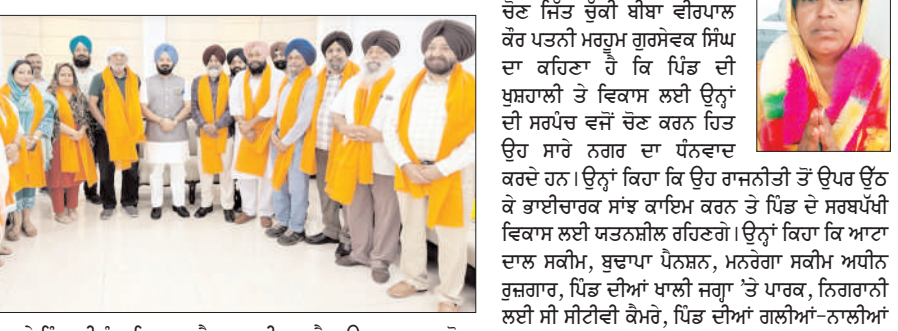 ਚੋਣ ਜਿੱਤ ਚੁੱਕੀ ਬੀਬਾ ਵੀਰਪਾਲ
ਕੌਰ ਪਤਨੀ ਮਰਹੂਮ ਗੁਰਸੇਵਕ ਸਿੰਘ
ਦਾ ਕਹਿਣਾ ਹੈ ਕਿ ਪਿੰਡ ਦੀ
ਖੁਸ਼ਹਾਲੀ ਤੇ ਵਿਕਾਸ ਲਈ ਉਨ੍ਹਾਂ
ਦੀ ਸਰਪੰਚ ਵਜੋਂ ਚੋਣ ਕਰਨ ਹਿਤ
ਉਹ ਸਾਰੇ ਨਗਰ ਦਾ ਧੰਨਵਾਦ
ਕਰਦੇ ਹਨ। ਉਨ੍ਹਾਂ ਕਿਹਾ ਕਿ ਉਹ ਰਾਜਨੀਤੀ ਤੋਂ ਉਪਰ ਉੱਠ
ਕੇ ਭਾਈਚਾਰਕ ਸਾਂਝ ਕਾਇਮ ਕਰਨ ਤੇ ਪਿੰਡ ਦੇ ਸਰਬਪੱਖੀ
ਵਿਕਾਸ ਲਈ ਯਤਨਸ਼ੀਲ ਰਹਿਣਗੇ। ਉਨ੍ਹਾਂ ਕਿਹਾ ਕਿ ਆਟਾ
ਦਾਲ ਸਕੀਮ, ਬੁਢਾਪਾ ਪੈਨਸ਼ਨ, ਮਨਰੇਗਾ ਸਕੀਮ ਅਧੀਨ
ਰੁਜ਼ਗਾਰ, ਪਿੰਡ ਦੀਆਂ ਖਾਲੀ ਜਗ੍ਹਾ ’ਤੇ ਪਾਰਕ, ਨਿਗਰਾਨੀ
ਲਈ ਸੀ ਸੀਟੀਵੀ ਕੈਮਰੇ, ਪਿੰਡ ਦੀਆਂ ਗਲੀਆਂ-ਨਾਲੀਆਂ